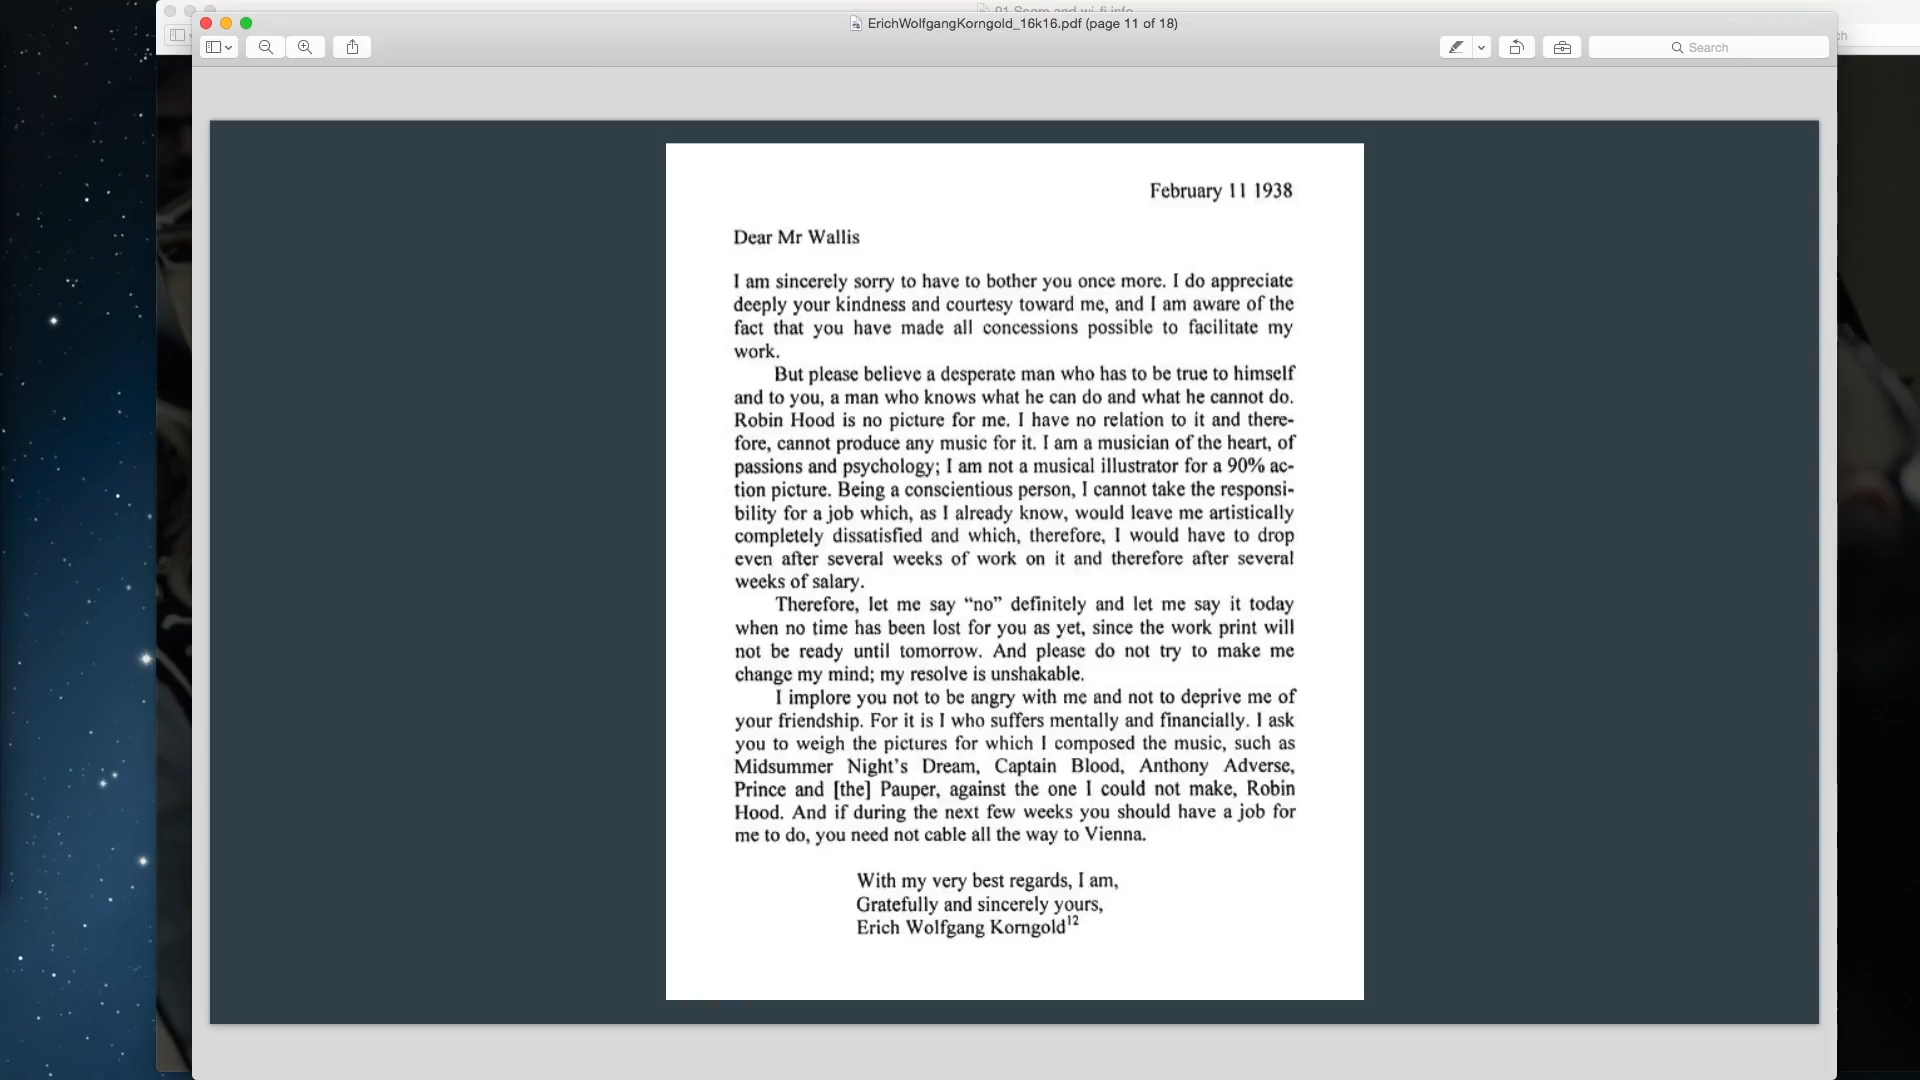 01 Score and wi-fi info
ErichWolfgangKorngold_16k16.pdf (page 11 of 18)
Search
February 11 1938
Dear Mr Wallis
I am sincerely sorry to have to bother you once more. I do appreciate
deeply your kindness and courtesy toward me, and I am aware of the
fact that you have made all concessions possible to facilitate my
work.
But please believe a desperate man who has to be true to himself
and to you, a man who knows what he can do and what he cannot do.
Robin Hood is no picture for me. I have no relation to it and there-
fore, cannot produce any music for it. I am a musician of the heart, of
passions and psychology; I am not a musical illustrator for a 90% ac-
tion picture. Being a conscientious person, I cannot take the responsi-
bility for a job which, as I already know, would leave me artistically
completely dissatisfied and which, therefore, I would have to drop
even after several weeks of work on it and therefore after several
weeks of salary.
Therefore, let me say “no” definitely and let me say it today
when no time has been lost for you as yet, since the work print will
not be ready until tomorrow. And please do not try to make me
change my mind; my resolve is unshakable.
I implore you not to be angry with me and not to deprive me of
your friendship. For it is I who suffers mentally and financially. I ask
you to weigh the pictures for which I composed the music, such as
Midsummer Night's Dream, Captain Blood, Anthony Adverse,
Prince and [the] Pauper, against the one I could not make, Robin
Hood. And if during the next few weeks you should have a job for
me to do, you need not cable all the way to Vienna.
With my very best regards, I am,
Gratefully and sincerely yours,
Erich Wolfgang Korngold12